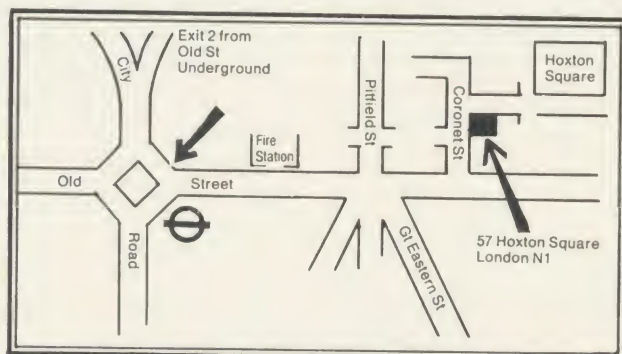 Exit 2 from
Old St
Underground
City
Pitfield St
Coronet St
Hoxton
Square
Fire
Station
Old
Street
Road
Gt Eastern St
57 Hoxton Square
London N1